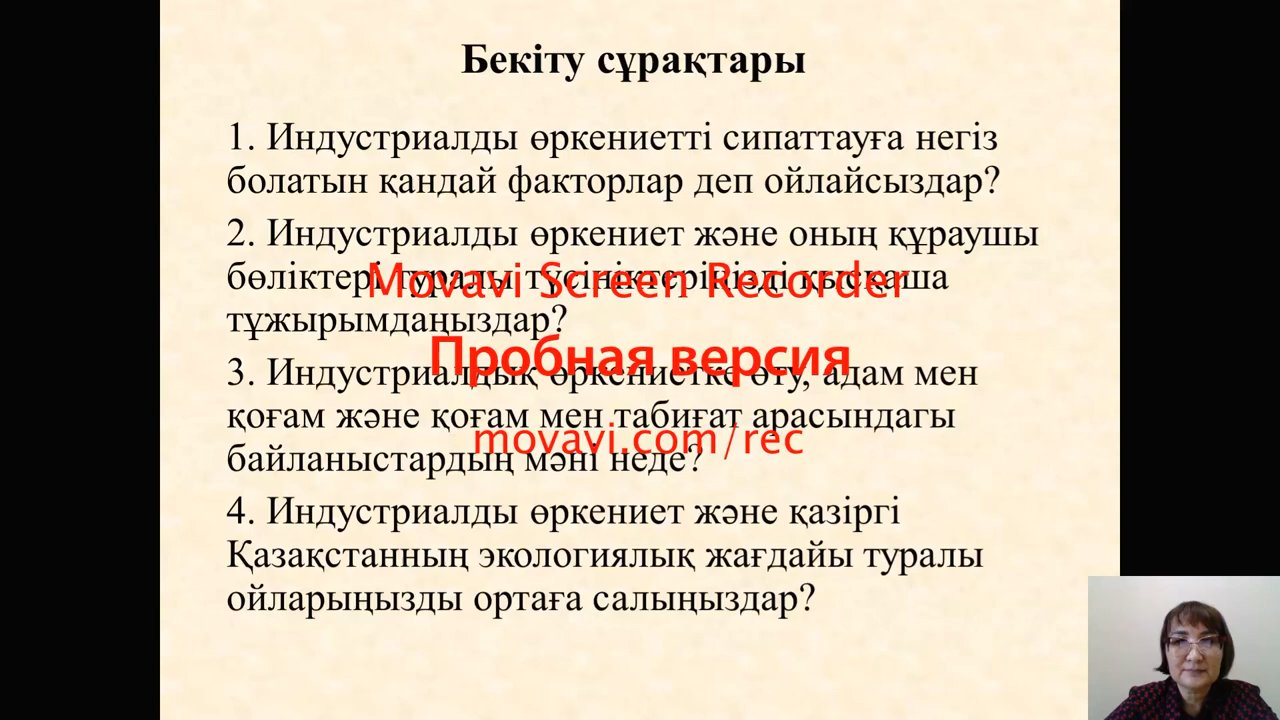 Бекіту сұрақтары
1. Индустриалды өркениетті сипаттауға негіз
болатын қандай факторлар деп ойлайсыздар?
2. Индустриалды өркениет және оның құраушы
бөліктері туралы түсініктеріңізді қысқаша
Movavi Screen Recorder
тұжырымдаңыздар?
Пробная версия
3. Индустриалдық өркениетке өту, адам мен
қоғам және қоғам мен табиғат арасындагы
movavi.com/rec
байланыстардың мәні неде?
4. Индустриалды өркениет және қазіргі
Қазақстанның экологиялық жағдайы туралы
ойларыңызды ортаға салыңыздар?